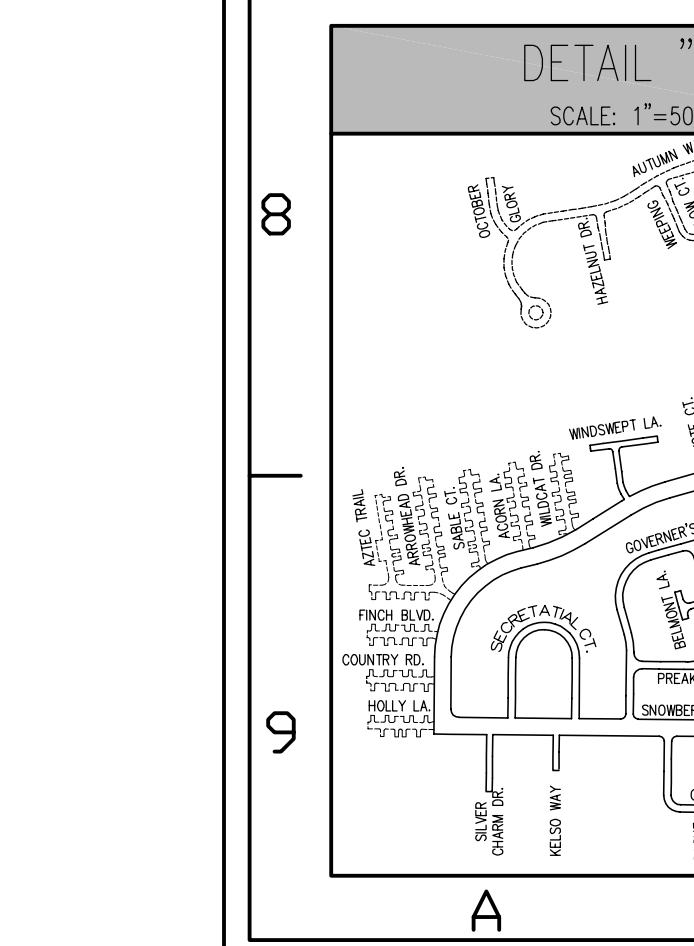 DETAIL "
SCALE: 1"=50
8
OCTOBER
GLORY
HAZELNUT DR.
AUTUMN W
WEEPING
CT.
WINDSWEPT LA.
CT.
AZTEC TRAIL
ARROWHEAD DR.
SABLE CT.
ACORN LA.
WILDCAT DR.
GOVERNER'S
BELMONT LA.
SECRETATIAL CT.
FINCH BLVD.
COUNTRY RD.
HOLLY LA.
PREAK
SNOWBER
9
SILVER
CHARM DR.
KELSO WAY
A